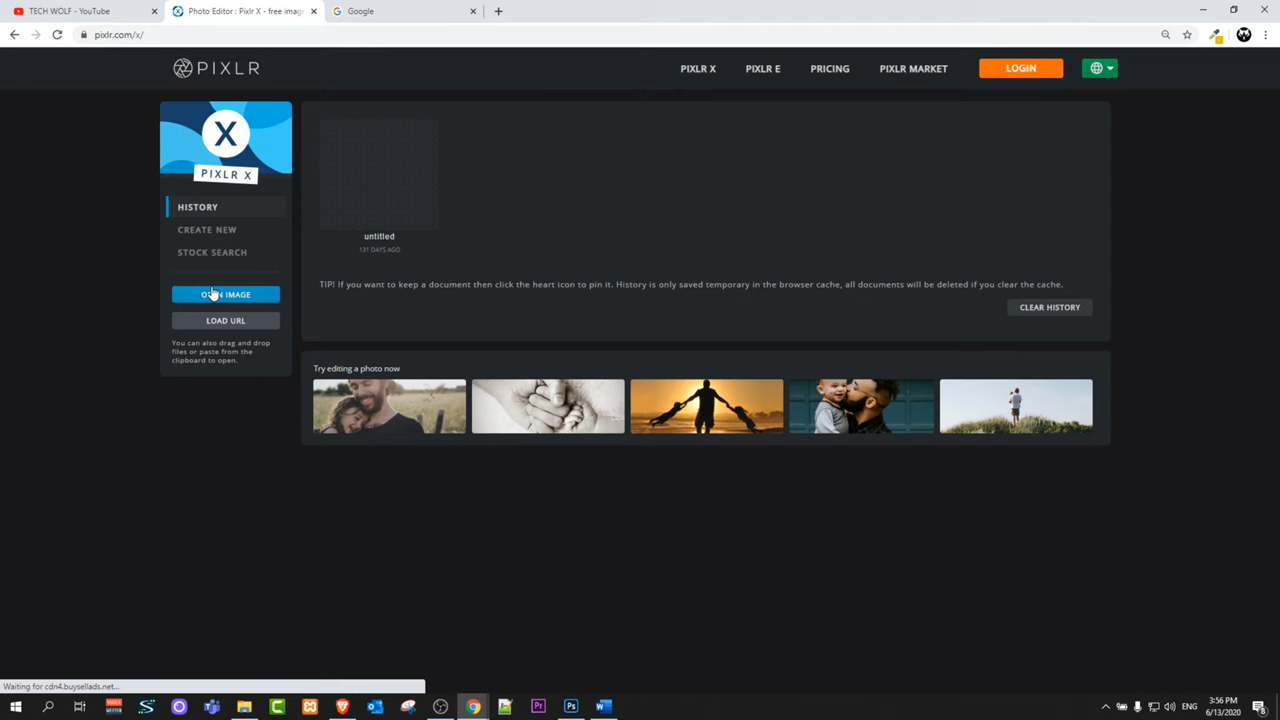 TECH WOLF - YouTube
Photo Editor : Pixlr X - free imag
Google
pixlr.com/x/
PIXLR
PIXLR X
PIXLR E
PRICING
PIXLR MARKET
LOGIN
X
PIXLR X
HISTORY
CREATE NEW
STOCK SEARCH
OPEN IMAGE
LOAD URL
You can also drag and drop
files or paste from the
clipboard to open.
untitled
131 DAYS AGO
TIP! If you want to keep a document then click the heart icon to pin it. History is only saved temporary in the browser cache, all documents will be deleted if you clear the cache.
CLEAR HISTORY
Try editing a photo now
Waiting for cdn4.buysellads.net...
Pr
Ps
ENG
3:56 PM
6/13/2020